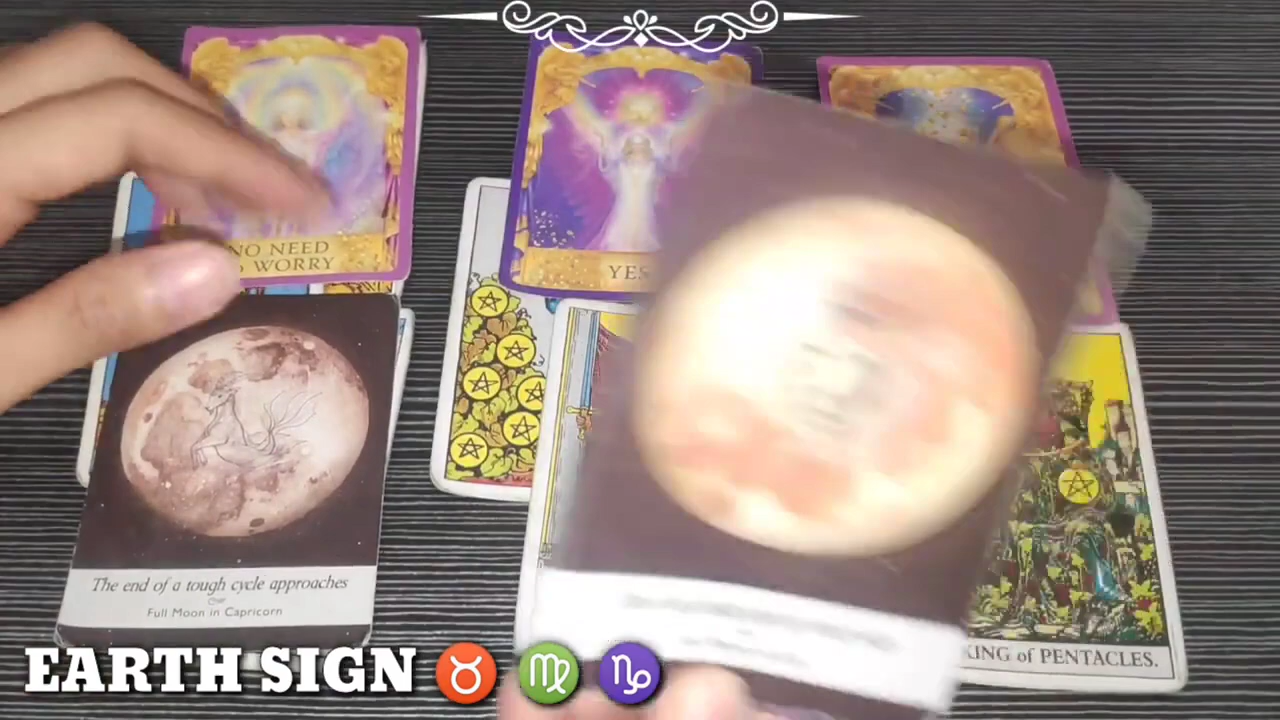 NO NEED
WORRY
YES
The end of a tough cycle approaches
Full Moon in Capricorn
KING of PENTACLES.
EARTH SIGN ♉ ♍ ♑